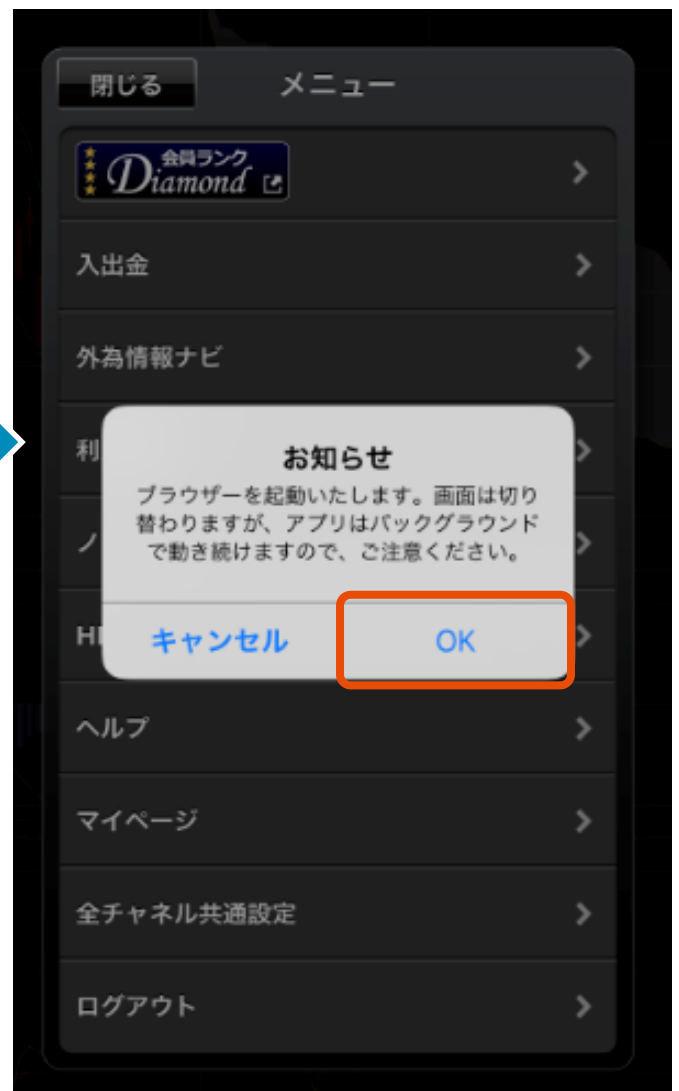 閉じる
メニュー
会員ランク
Diamond
入出金
外為情報ナビ
利
お知らせ
ブラウザーを起動いたします。画面は切り
替わりますが、アプリはバックグラウンド
で動き続けますので、ご注意ください。
ノ
キャンセル
OK
ヘルプ
マイページ
全チャネル共通設定
ログアウト